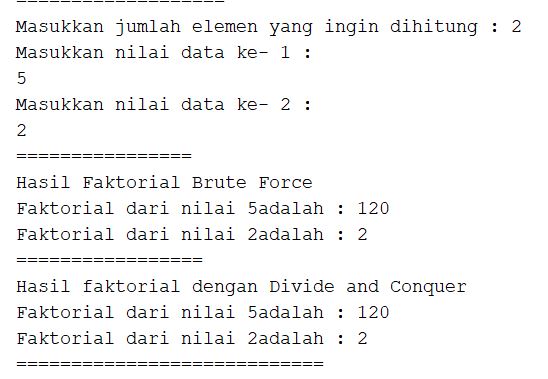 ===================
Masukkan jumlah elemen yang ingin dihitung : 2
Masukkan nilai data ke- 1 :
5
Masukkan nilai data ke- 2 :
2
================
Hasil Faktorial Brute Force
Faktorial dari nilai 5adalah : 120
Faktorial dari nilai 2adalah : 2
=================
Hasil faktorial dengan Divide and Conquer
Faktorial dari nilai 5adalah : 120
Faktorial dari nilai 2adalah : 2
============================